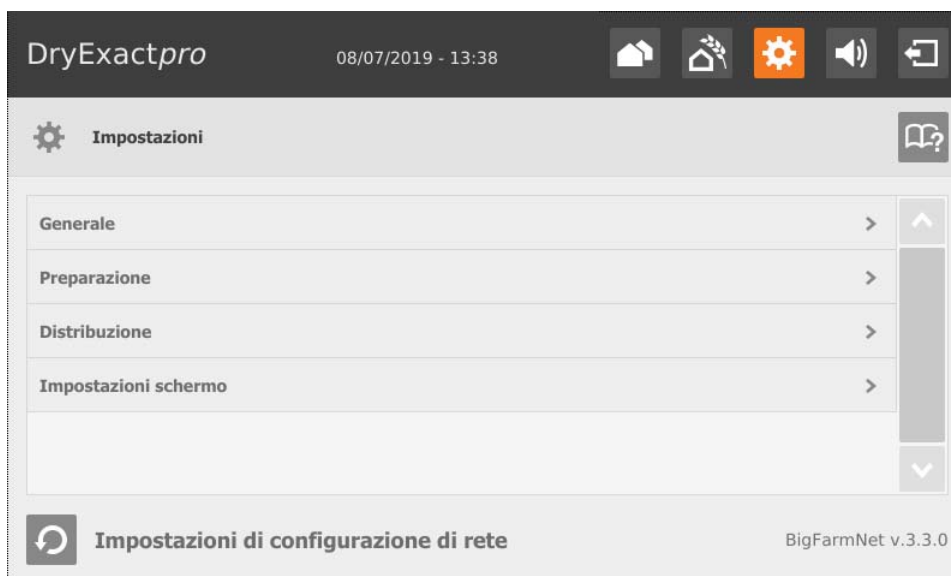 DryExactpro
08/07/2019 - 13:38
Impostazioni
?
Generale
Preparazione
Distribuzione
Impostazioni schermo
Impostazioni di configurazione di rete
BigFarmNet v.3.3.0